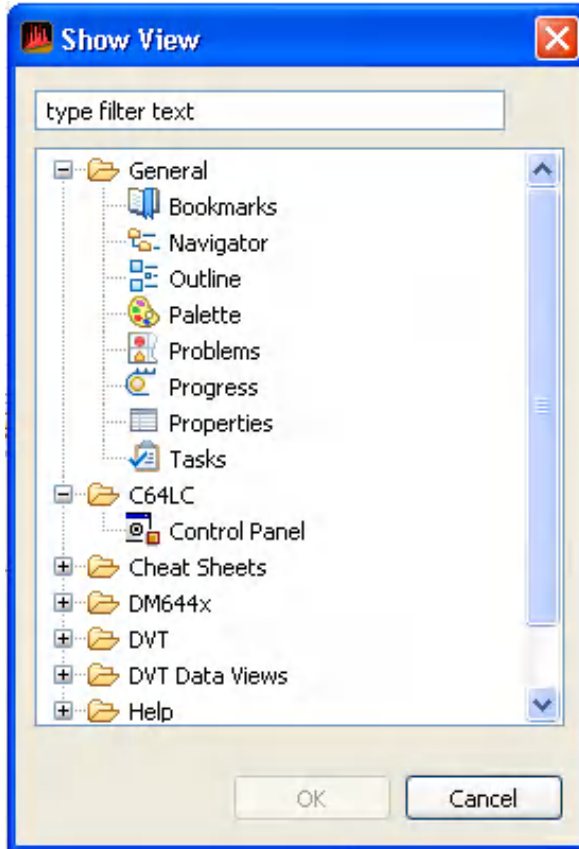 Show View
type filter text
General
Bookmarks
Navigator
Outline
Palette
Problems
Progress
Properties
Tasks
C64LC
Control Panel
Cheat Sheets
DM644x
DVT
DVT Data Views
Help
OK
Cancel